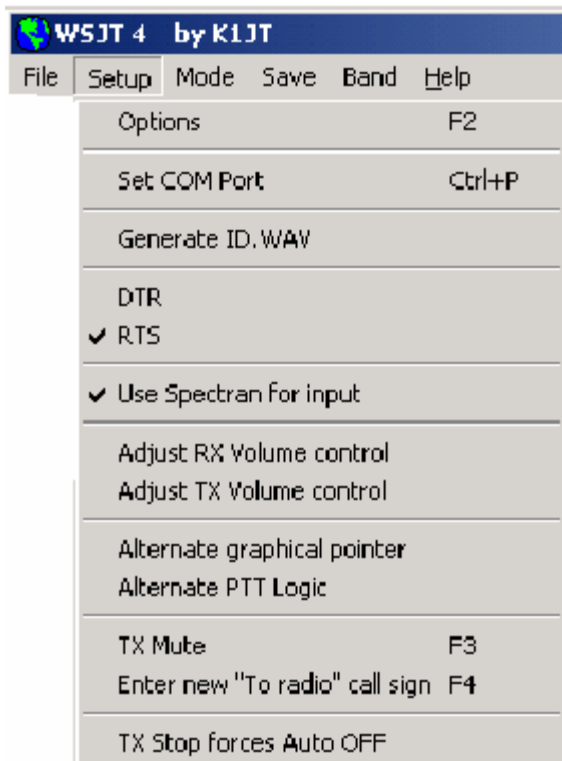 WSJT 4 by K1JT
File Setup Mode Save Band Help
Options F2
Set COM Port Ctrl+P
Generate ID.WAV
DTR
RTS
Use Spectran for input
Adjust RX Volume control
Adjust TX Volume control
Alternate graphical pointer
Alternate PTT Logic
TX Mute F3
Enter new "To radio" call sign F4
TX Stop forces Auto OFF